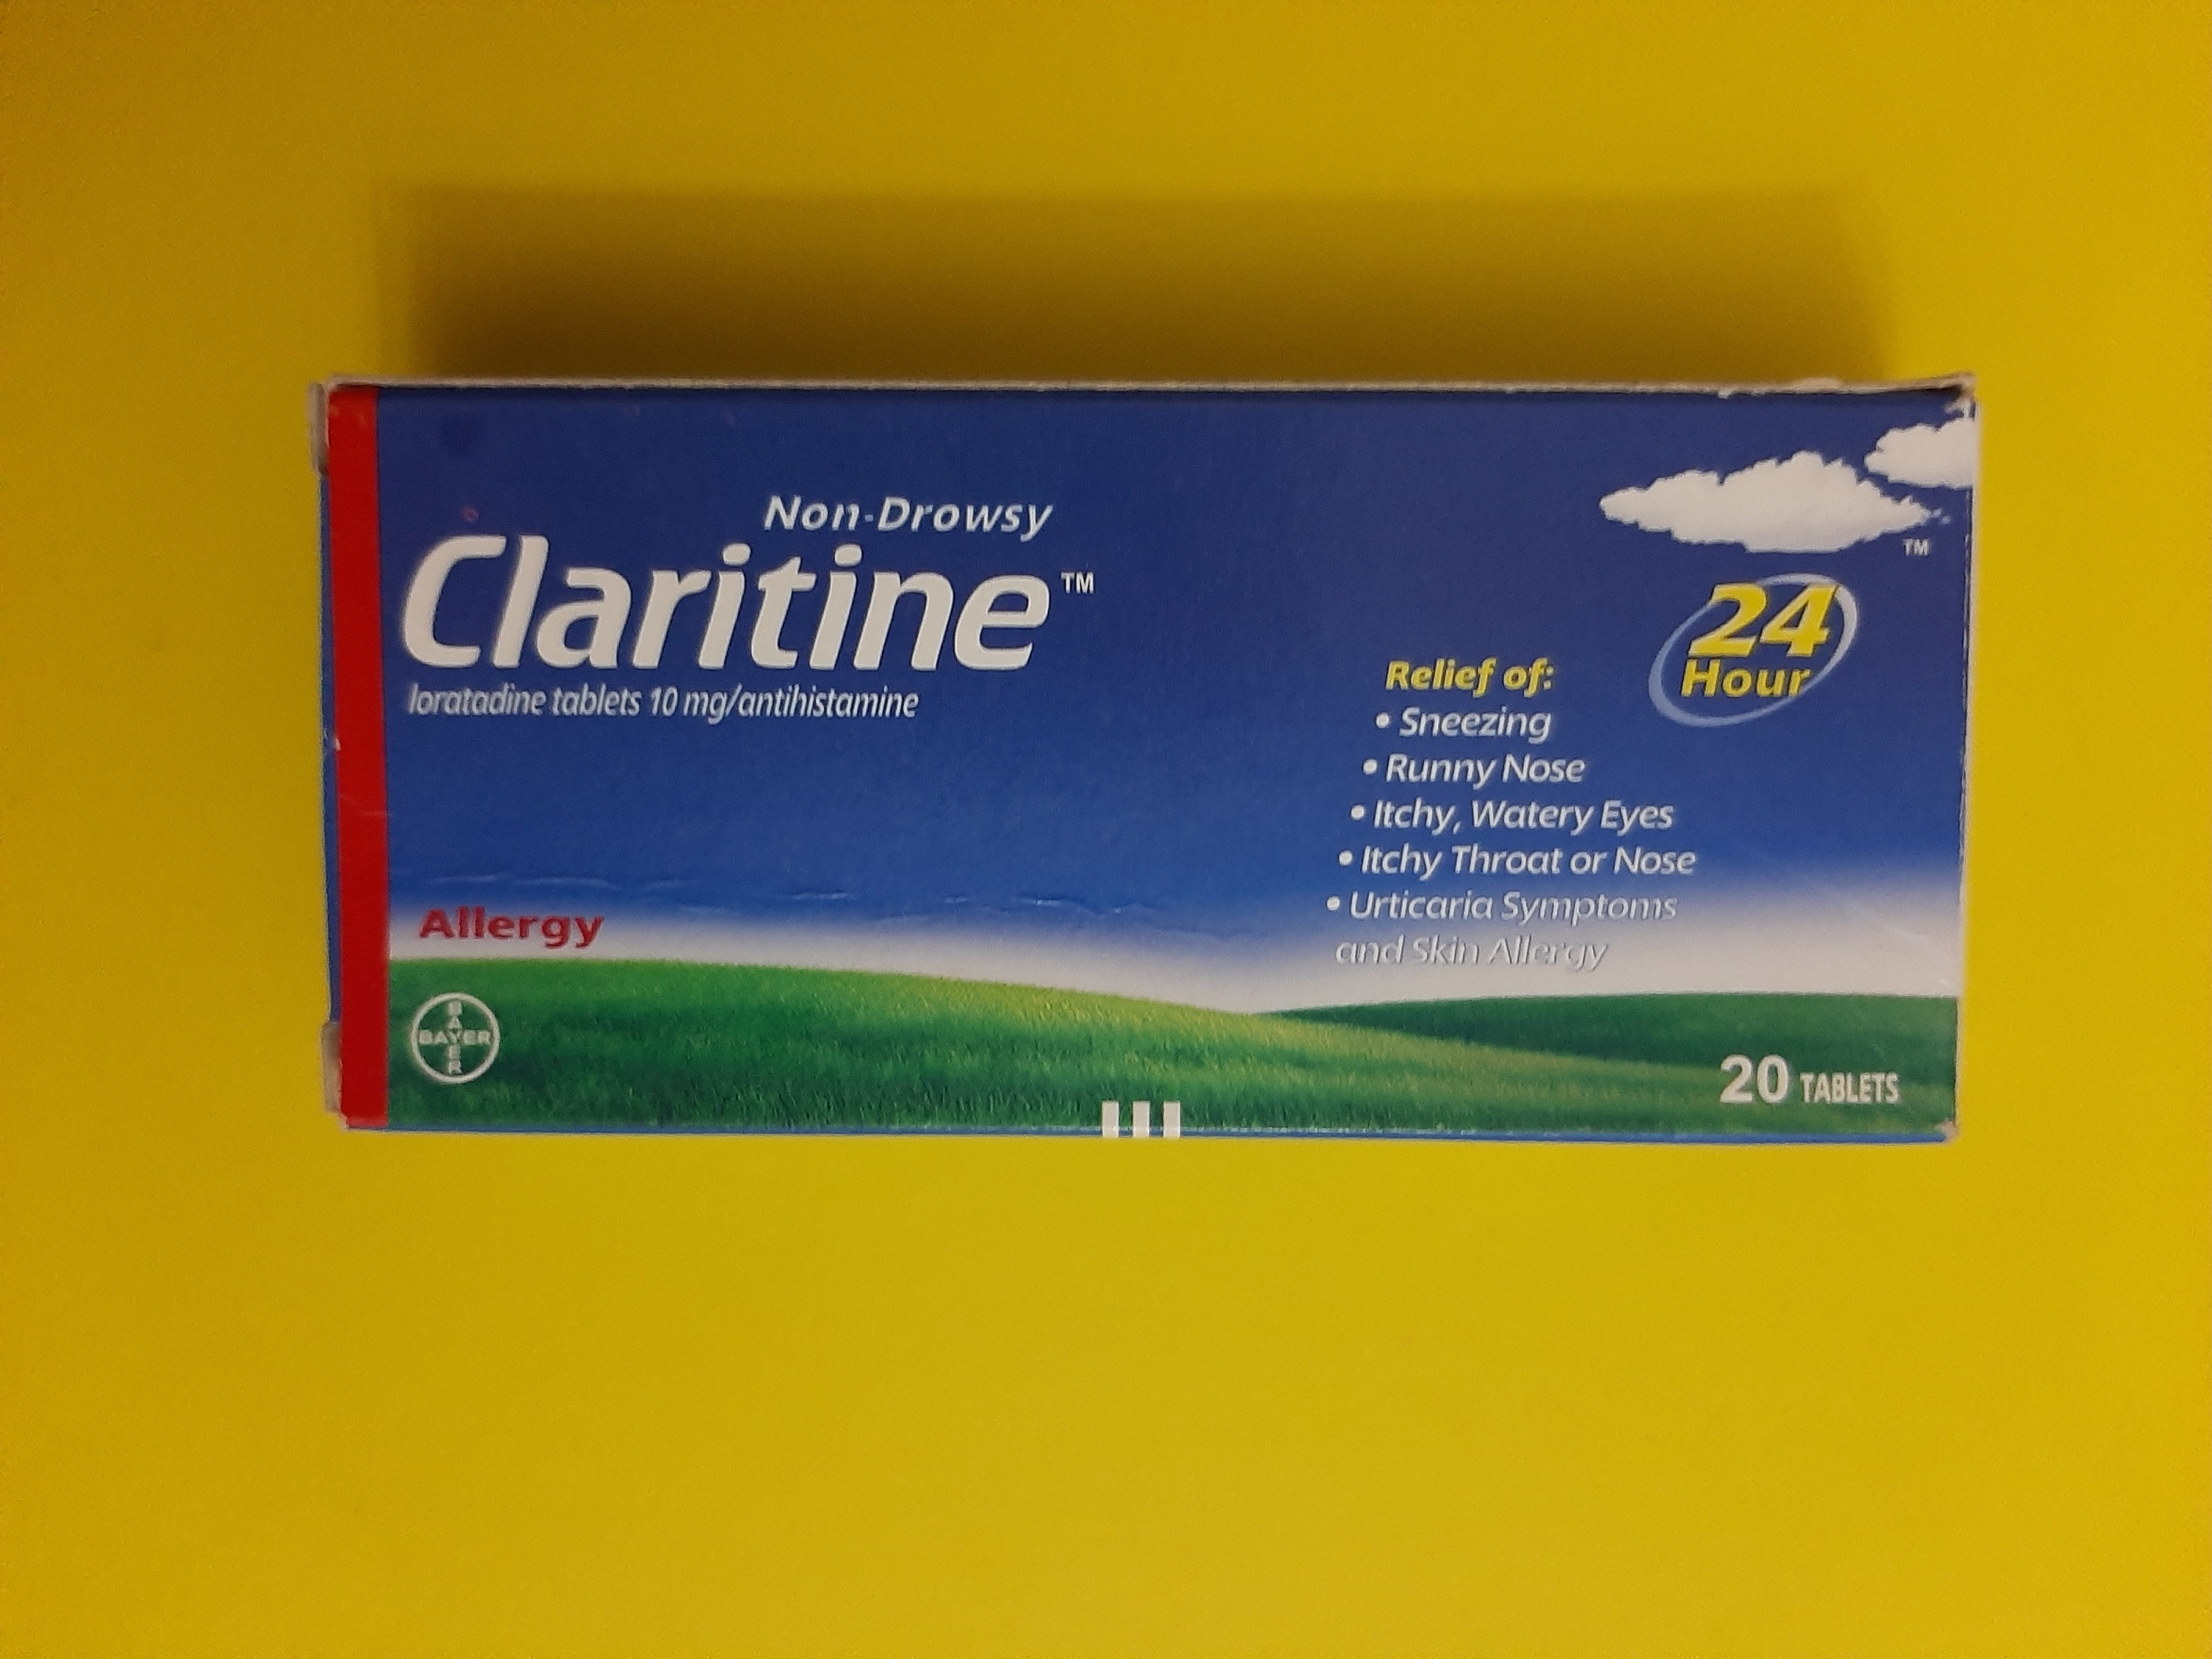 Non-Drowsy
Claritine™
loratadine tablets 10 mg/antihistamine
™
24
Hour
Relief of:
• Sneezing
• Runny Nose
• Itchy, Watery Eyes
• Itchy Throat or Nose
• Urticaria Symptoms
and Skin Allergy
Allergy
BAYER
BAYER
20 TABLETS